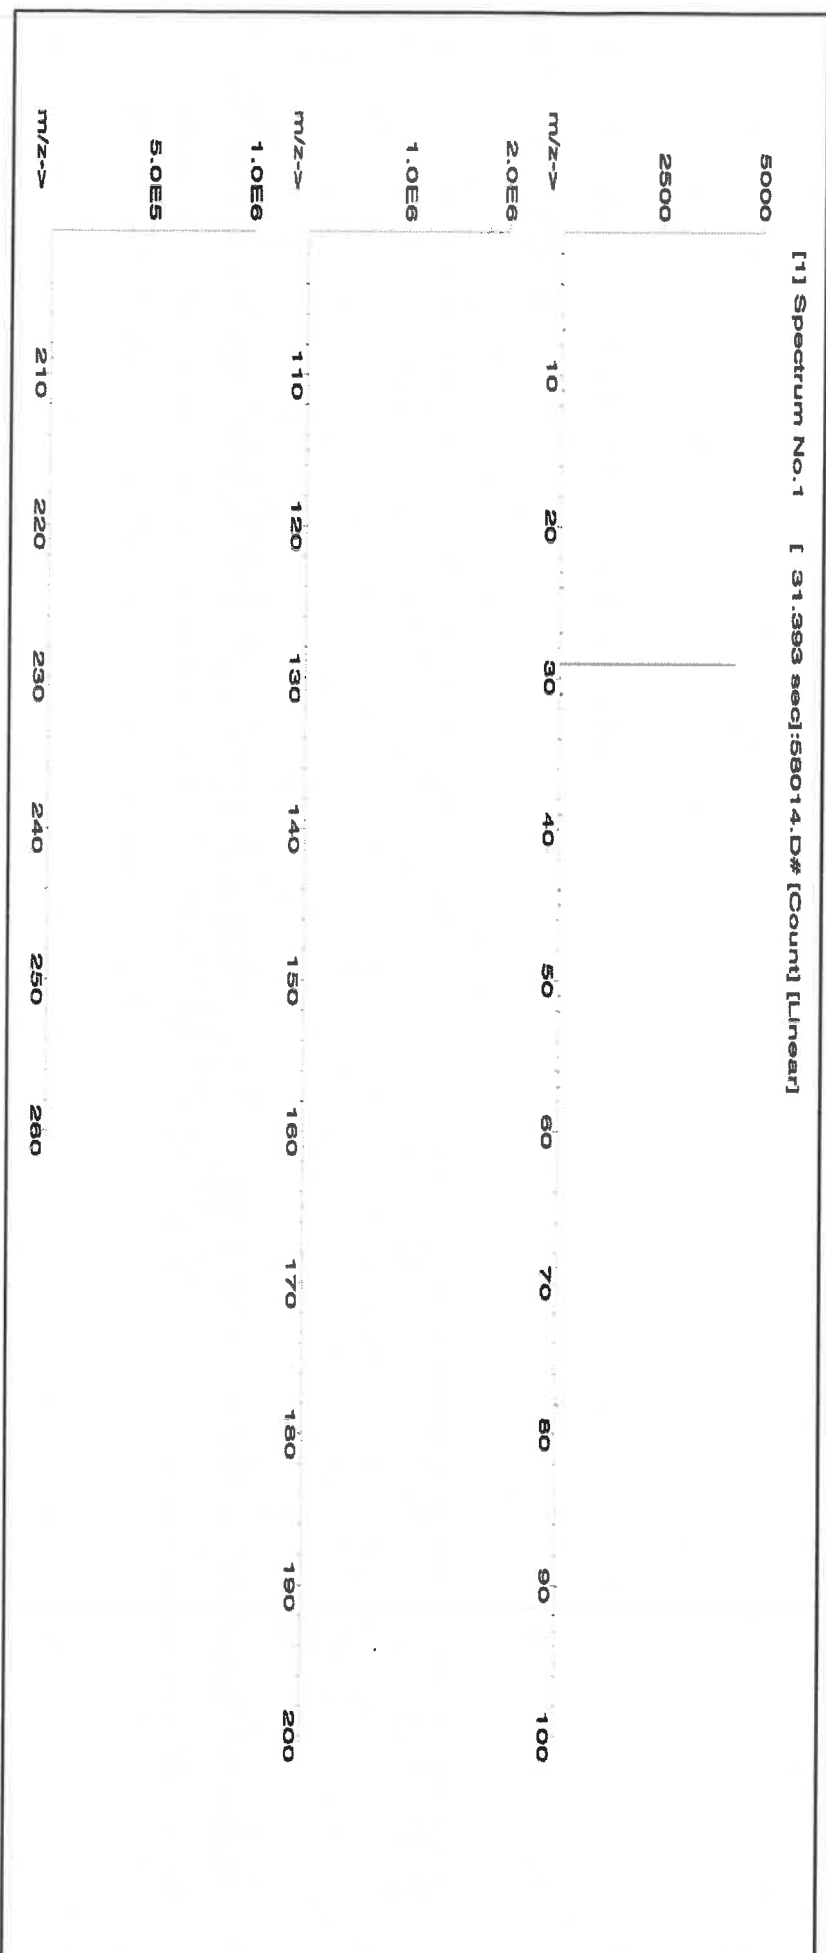 [1] Spectrum No.1 [ 31.393 sec]:58014.D# [Count] [Linear]
5000
2500
m/z-> 10 20 30 40 50 60 70 80 90 100
2.0E6
1.0E6
m/z-> 110 120 130 140 150 160 170 180 190 200
1.0E6
5.0E5
m/z-> 210 220 230 240 250 260